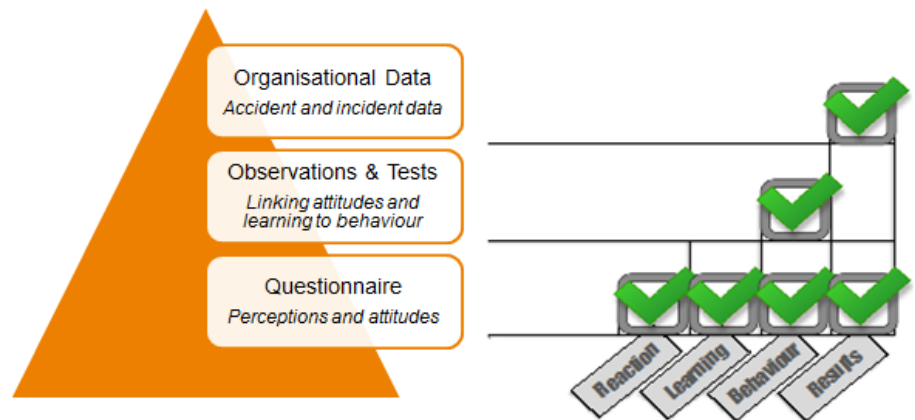 Organisational Data
Accident and incident data
Observations & Tests
Linking attitudes and
learning to behaviour
Questionnaire
Perceptions and attitudes
Reaction
Learning
Behaviour
Results